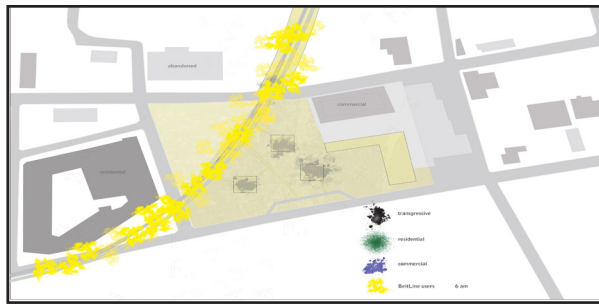 abandoned
commercial
residential
transgressive
residential
commercial
BeltLine users 6 am